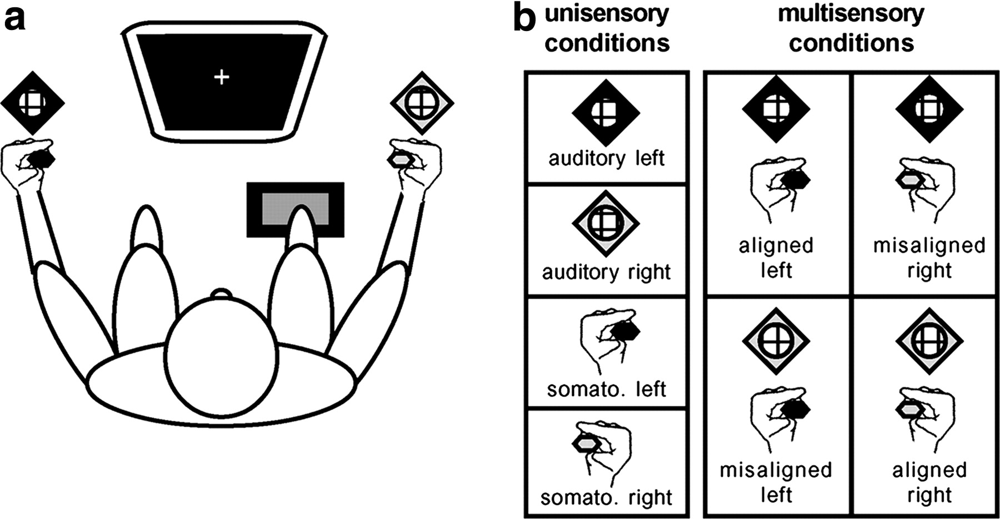 a
b
unisensory
conditions
multisensory
conditions
auditory left
auditory right
somato. left
somato. right
aligned
left
misaligned
right
misaligned
left
aligned
right